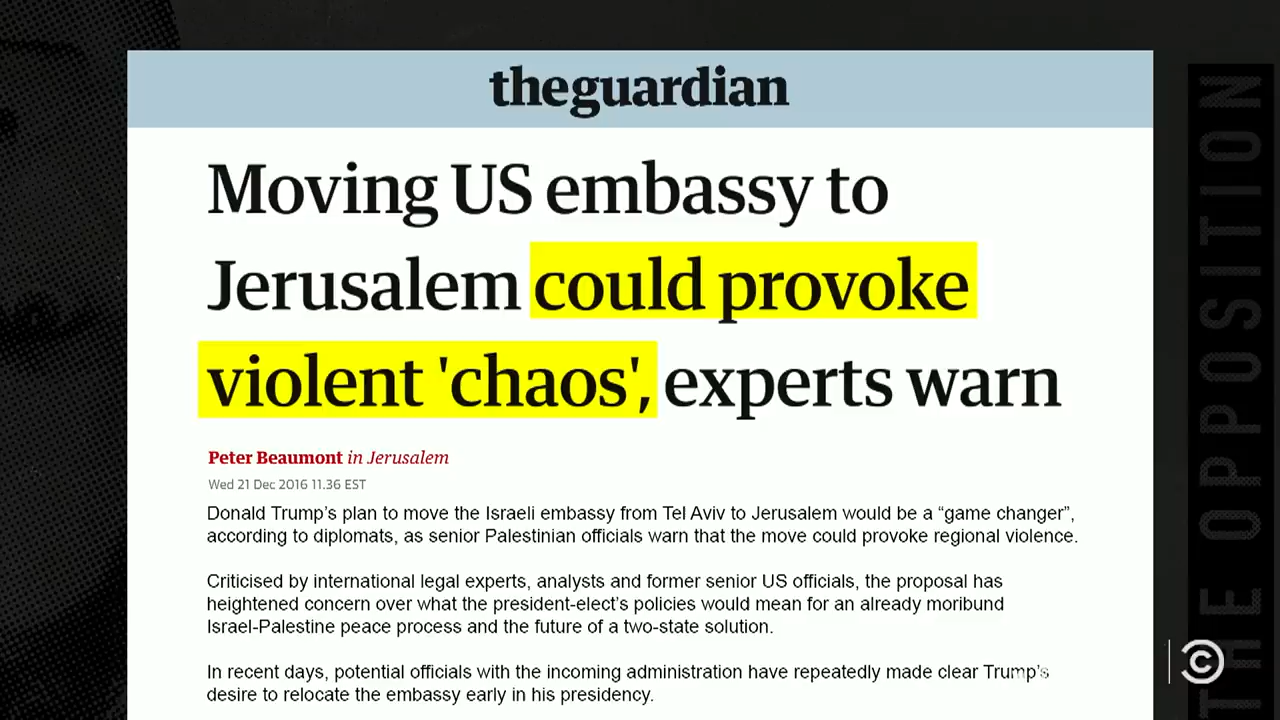 theguardian
Moving US embassy to
Jerusalem could provoke
violent 'chaos', experts warn
Peter Beaumont in Jerusalem
Wed 21 Dec 2016 11.36 EST
Donald Trump’s plan to move the Israeli embassy from Tel Aviv to Jerusalem would be a “game changer”,
according to diplomats, as senior Palestinian officials warn that the move could provoke regional violence.
Criticised by international legal experts, analysts and former senior US officials, the proposal has
heightened concern over what the president-elect’s policies would mean for an already moribund
Israel-Palestine peace process and the future of a two-state solution.
In recent days, potential officials with the incoming administration have repeatedly made clear Trump’s
desire to relocate the embassy early in his presidency.
THE OPPOSITION